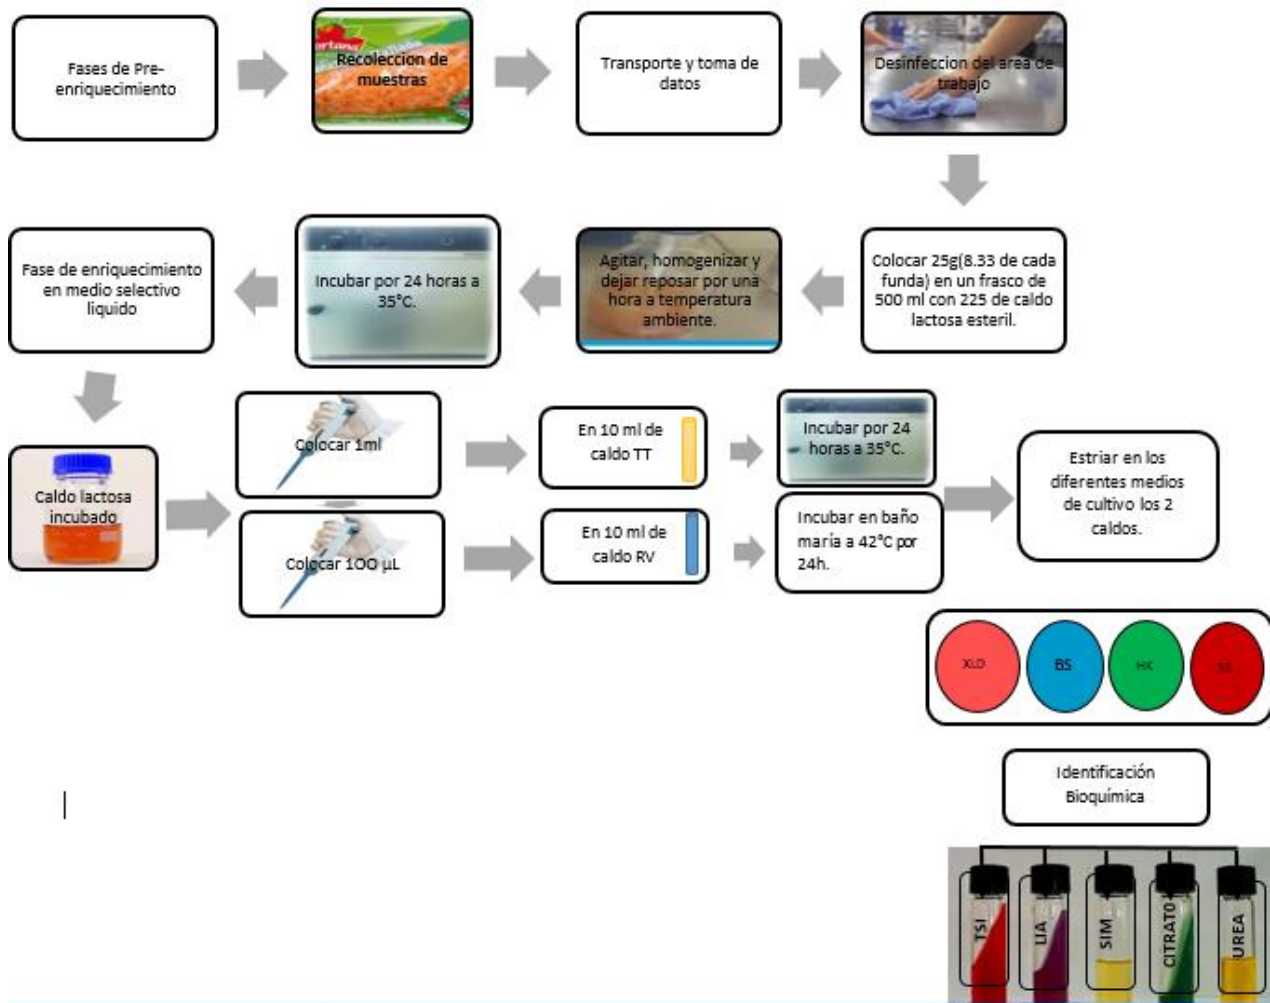 Fases de Pre-
enriquecimiento
Recoleccion de
muestras
Transporte y toma de
datos
Desinfeccion del area de
trabajo
Colocar 25g(8.33 de cada
funda) en un frasco de
500 ml con 225 de caldo
lactosa esteril.
Agitar, homogenizar y
dejar reposar por una
hora a temperatura
ambiente.
Incubar por 24 horas a
35°C.
Fase de enriquecimiento
en medio selectivo
liquido
Caldo lactosa
incubado
Colocar 1ml
En 10 ml de
caldo TT
Incubar por 24
horas a 35°C.
Colocar 1OO µL
En 10 ml de
caldo RV
Incubar en baño
maría a 42°C por
24h.
Estriar en los
diferentes medios
de cultivo los 2
caldos.
XLD
BS
HK
SS
Identificación
Bioquímica
TSI
LIA
SIM
CITRATO
UREA